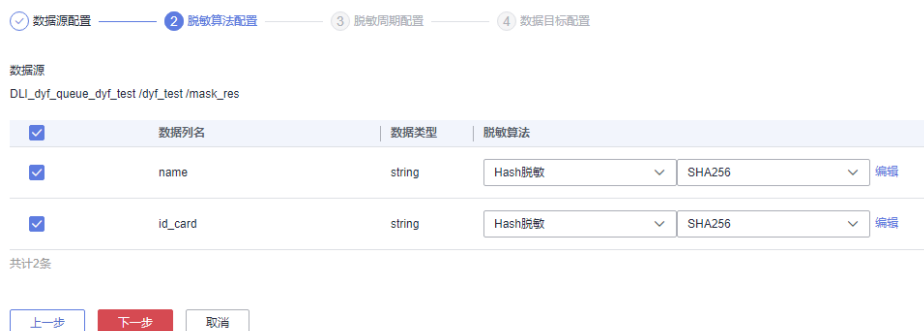 数据源配置 2 脱敏算法配置 3 脱敏周期配置 4 数据目标配置
数据源
DLI_dyf_queue_dyf_test /dyf_test /mask_res
数据列名 数据类型 脱敏算法
name string Hash脱敏 SHA256 编辑
id_card string Hash脱敏 SHA256 编辑
共计2条
上一步 下一步 取消